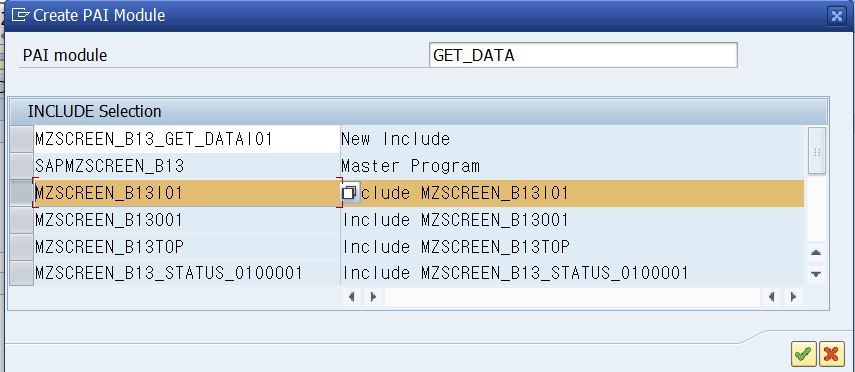 Create PAI Module
PAI module GET_DATA
INCLUDE Selection
MZSCREEN_B13_GET_DATAI01 New Include
SAPMZSCREEN_B13 Master Program
MZSCREEN_B13I01 clude MZSCREEN_B13I01
MZSCREEN_B13O01 Include MZSCREEN_B13O01
MZSCREEN_B13TOP Include MZSCREEN_B13TOP
MZSCREEN_B13_STATUS_0100O01 Include MZSCREEN_B13_STATUS_0100O01